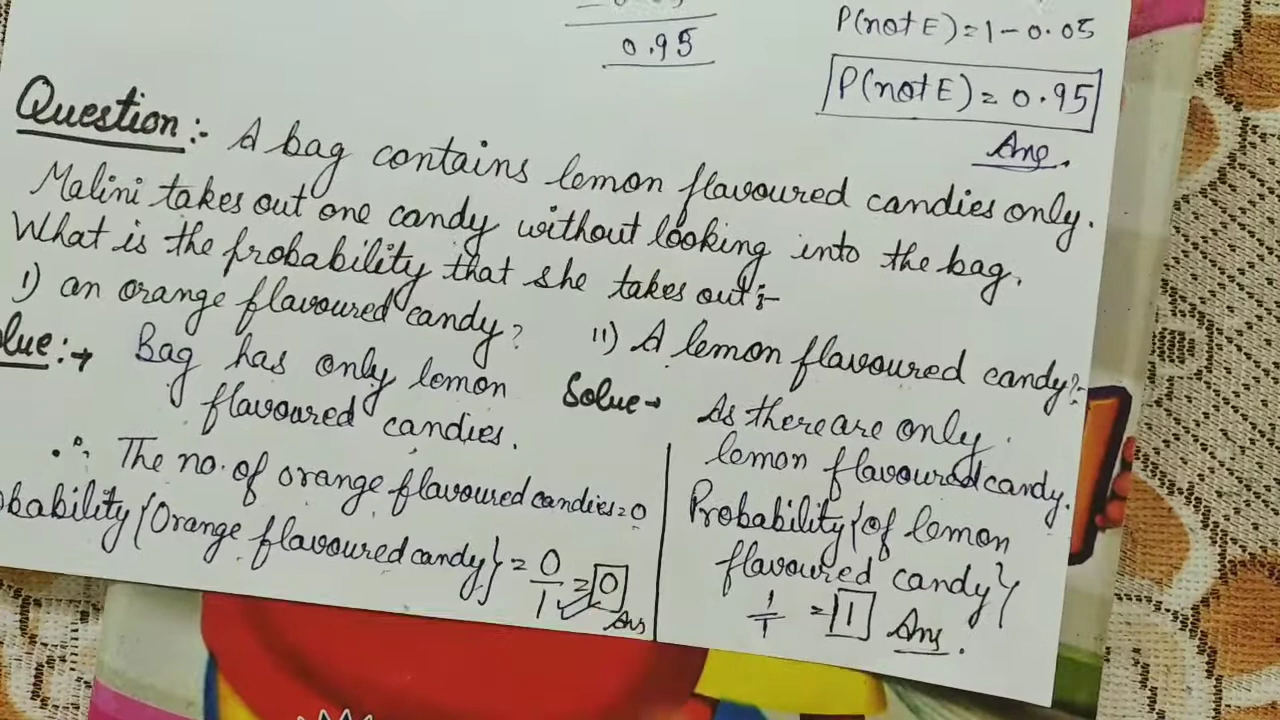 0.95
P(not E) = 1 - 0.05
P(not E) = 0.95
Ans.
Question:- A bag contains lemon flavoured candies only.
Malini takes out one candy without looking into the bag.
What is the probability that she takes out:-
i) an orange flavoured candy?
ii) A lemon flavoured candy?
lue:→ Bag has only lemon
flavoured candies.
∴ The no. of orange flavoured candies = 0
obability {Orange flavoured candy} = 0/1 = 0
Ans
Solue→ As there are only
lemon flavoured candy.
Probability {of lemon
flavoured candy}
1/1 = 1 Ans.